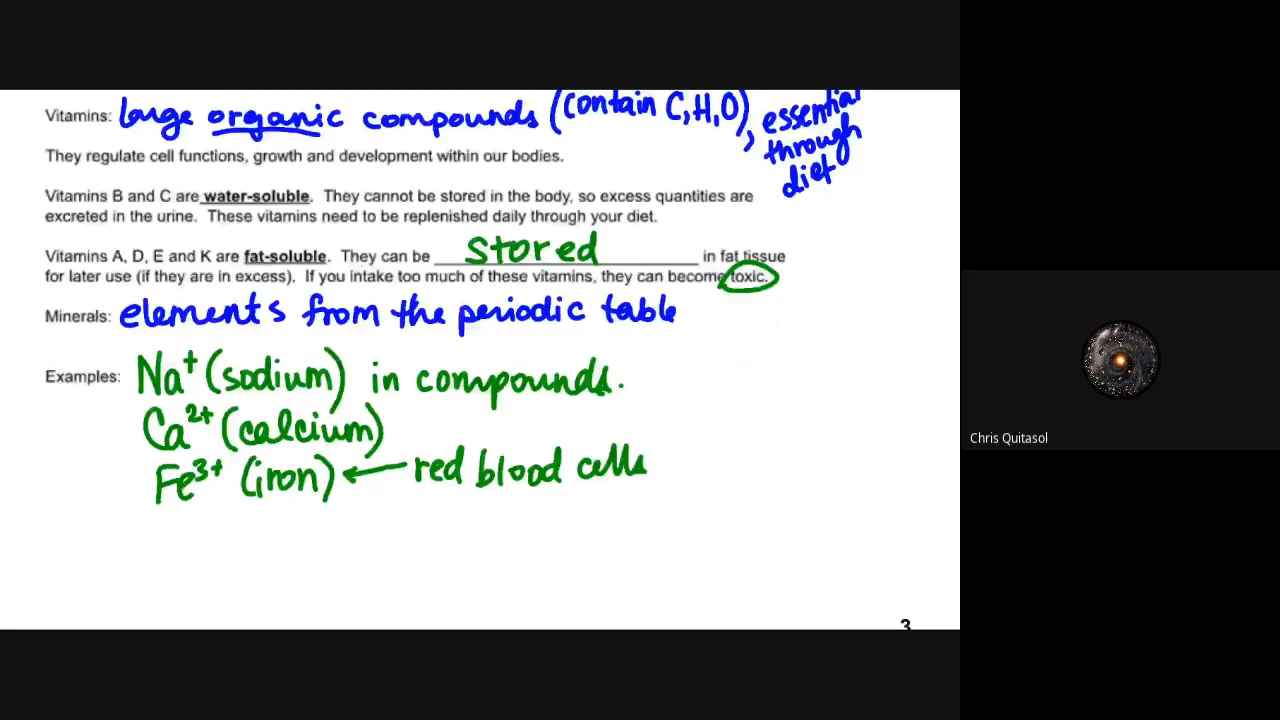 Vitamins: large organic compounds (contain C, H, O), essential through diet
They regulate cell functions, growth and development within our bodies.
Vitamins B and C are water-soluble. They cannot be stored in the body, so excess quantities are
excreted in the urine. These vitamins need to be replenished daily through your diet.
Vitamins A, D, E and K are fat-soluble. They can be stored in fat tissue
for later use (if they are in excess). If you intake too much of these vitamins, they can become toxic.
Minerals: elements from the periodic table
Examples: Na⁺ (sodium) in compounds.
Ca²⁺ (calcium)
Fe³⁺ (iron) ← red blood cells
3
Chris Quitasol